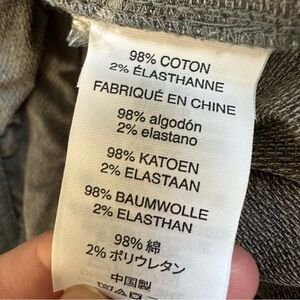 98% COTON
2% ÉLASTHANNE
FABRIQUÉ EN CHINE
98% algodón
2% elastano
98% KATOEN
2% ELASTAAN
98% BAUMWOLLE
2% ELASTHAN
98% 綿
2% ポリウレタン
中国製